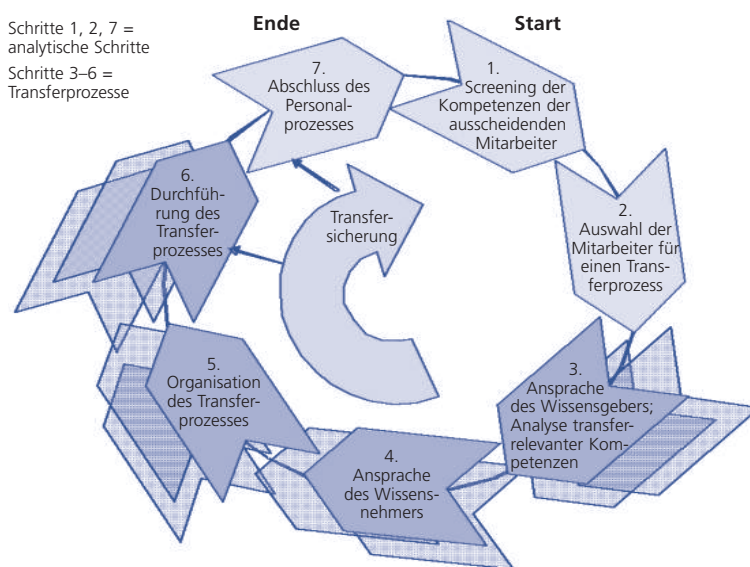 Schritte 1, 2, 7 =
analytische Schritte
Schritte 3–6 =
Transferprozesse
Ende
Start
1.
Screening der
Kompetenzen der
ausscheidenden
Mitarbeiter
2.
Auswahl der
Mitarbeiter für
einen Trans-
ferprozess
3.
Ansprache
des Wissensgebers;
Analyse transfer-
relevanter Kom-
petenzen
4.
Ansprache
des Wissens-
nehmers
5.
Organisation
des Transfer-
prozesses
6.
Durchfüh-
rung des
Transfer-
prozesses
7.
Abschluss des
Personal-
prozesses
Transfer-
sicherung